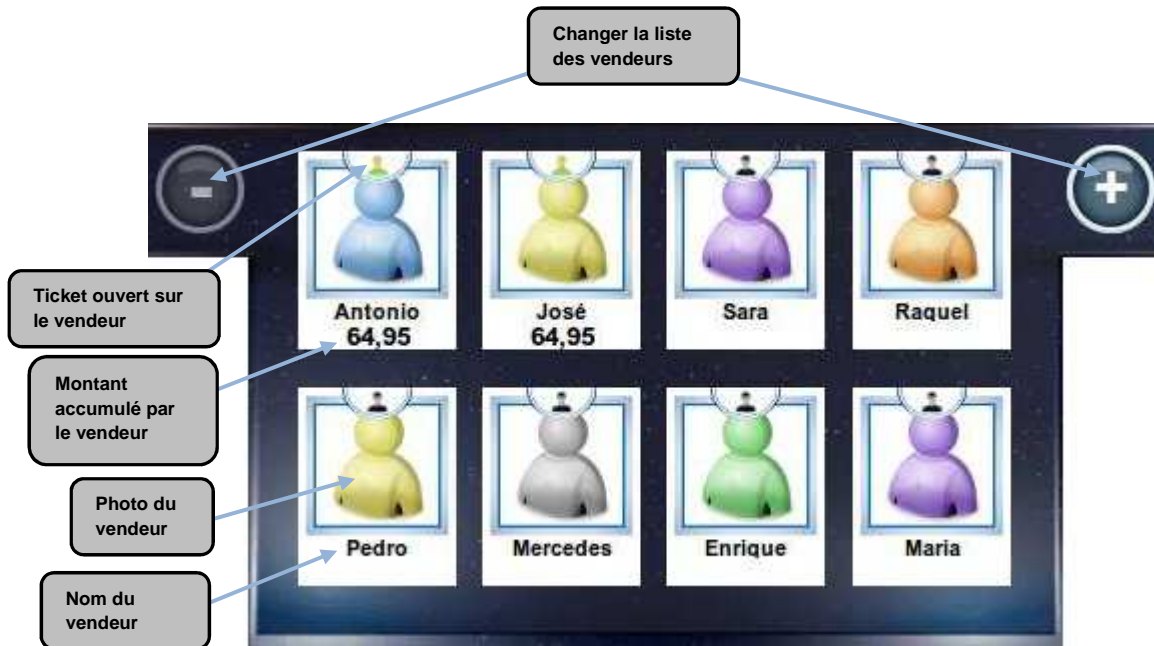 Changer la liste
des vendeurs
-
+
Ticket ouvert sur
le vendeur
Antonio
64,95
José
64,95
Sara
Raquel
Montant
accumulé par
le vendeur
Photo du
vendeur
Pedro
Mercedes
Enrique
Maria
Nom du
vendeur